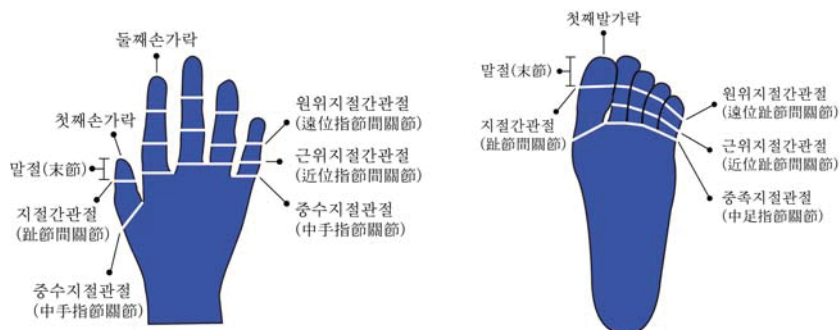 둘째손가락
첫째손가락
말절(末節)
지절간관절
(趾節間關節)
중수지절관절
(中手指節關節)
원위지절간관절
(遠位指節間關節)
근위지절간관절
(近位指節間關節)
중수지절관절
(中手指節關節)
첫째발가락
말절(末節)
지절간관절
(趾節間關節)
원위지절간관절
(遠位趾節間關節)
근위지절간관절
(近位趾節間關節)
중족지절관절
(中足指節關節)